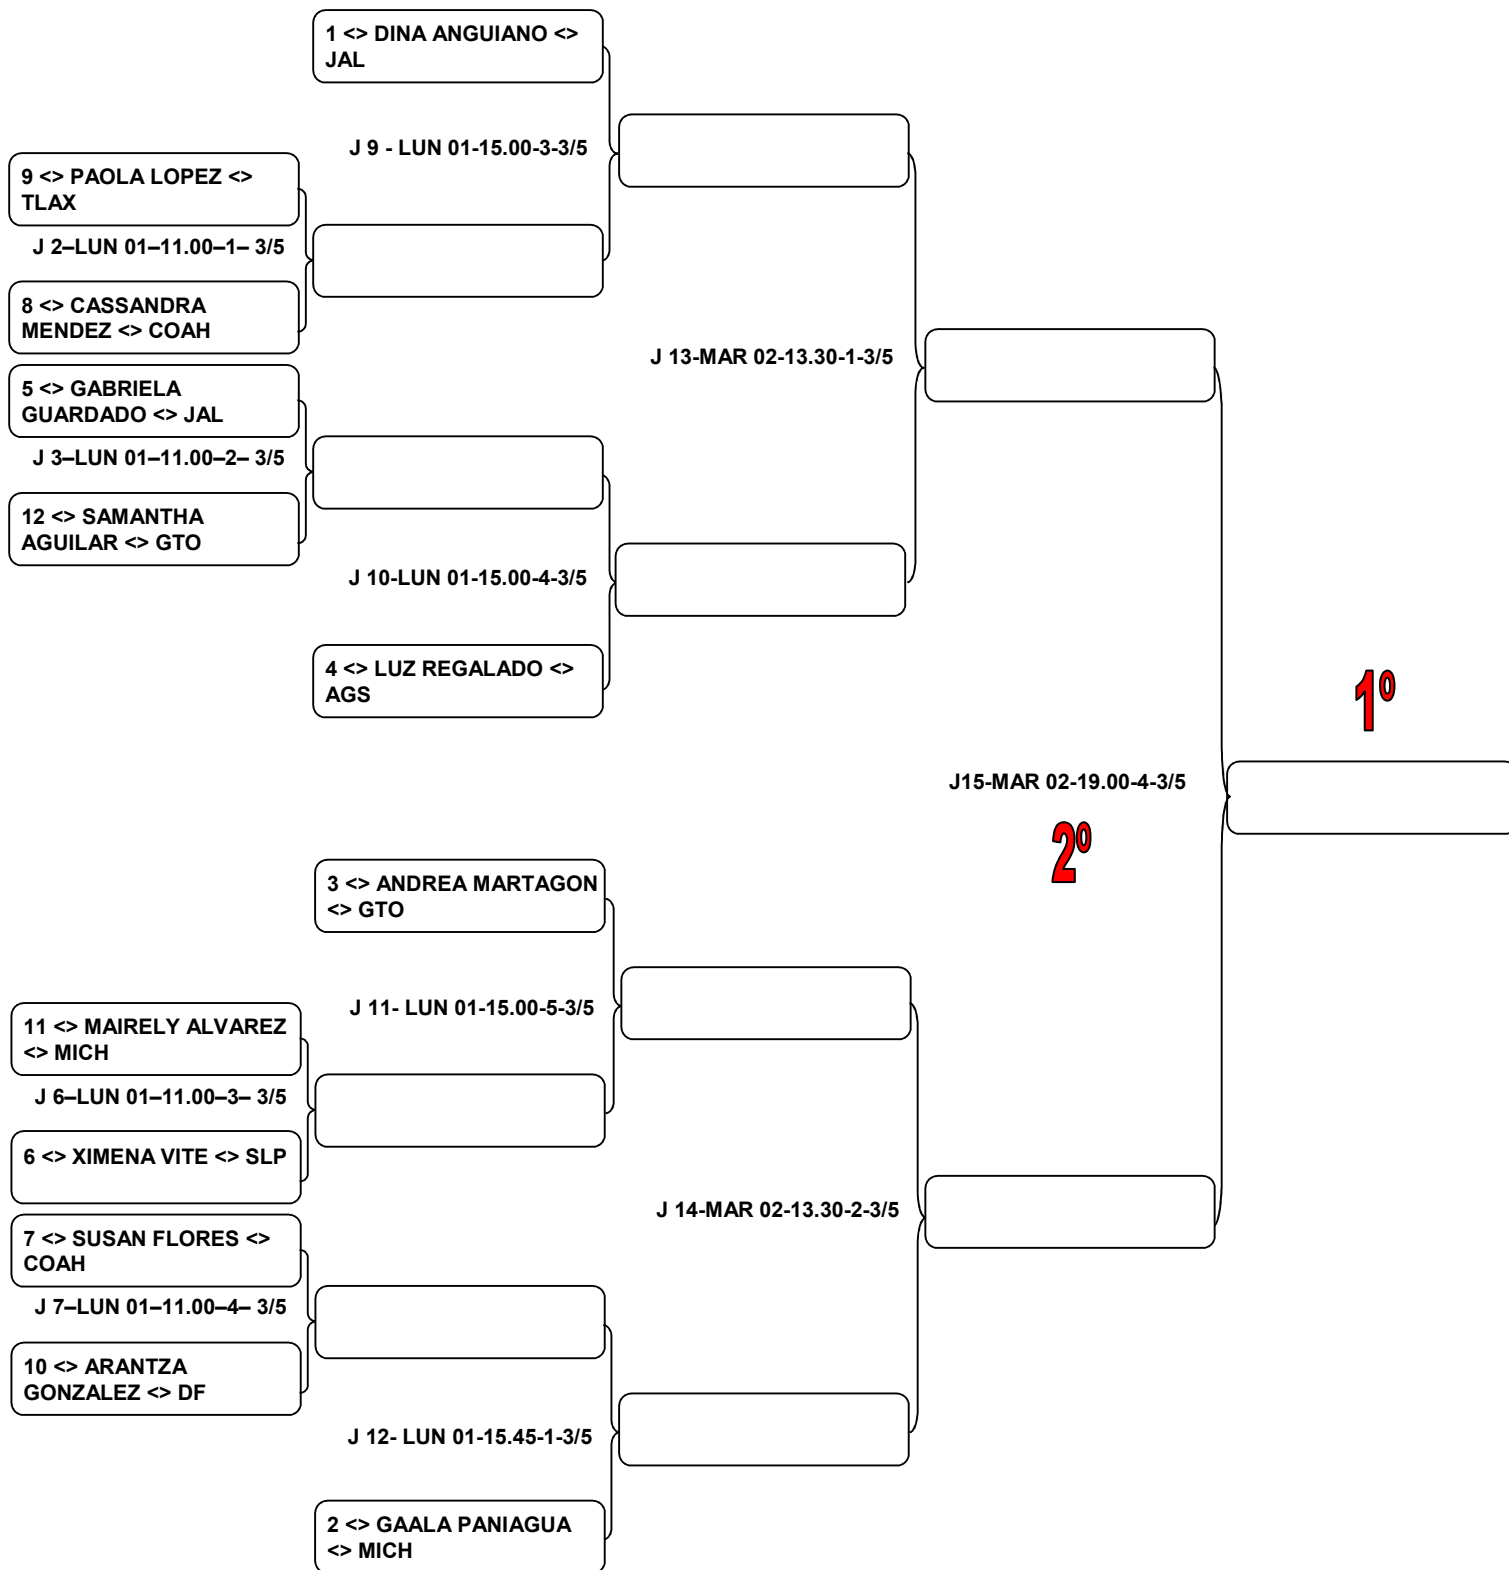 1 <> DINA ANGUIANO <>
JAL
J 9 - LUN 01-15.00-3-3/5
9 <> PAOLA LOPEZ <>
TLAX
J 2–LUN 01–11.00–1– 3/5
8 <> CASSANDRA
MENDEZ <> COAH
J 13-MAR 02-13.30-1-3/5
5 <> GABRIELA
GUARDADO <> JAL
J 3–LUN 01–11.00–2– 3/5
12 <> SAMANTHA
AGUILAR <> GTO
J 10-LUN 01-15.00-4-3/5
4 <> LUZ REGALADO <>
AGS
1º
J15-MAR 02-19.00-4-3/5
2º
3 <> ANDREA MARTAGON
<> GTO
J 11- LUN 01-15.00-5-3/5
11 <> MAIRELY ALVAREZ
<> MICH
J 6–LUN 01–11.00–3– 3/5
6 <> XIMENA VITE <> SLP
J 14-MAR 02-13.30-2-3/5
7 <> SUSAN FLORES <>
COAH
J 7–LUN 01–11.00–4– 3/5
10 <> ARANTZA
GONZALEZ <> DF
J 12- LUN 01-15.45-1-3/5
2 <> GAALA PANIAGUA
<> MICH